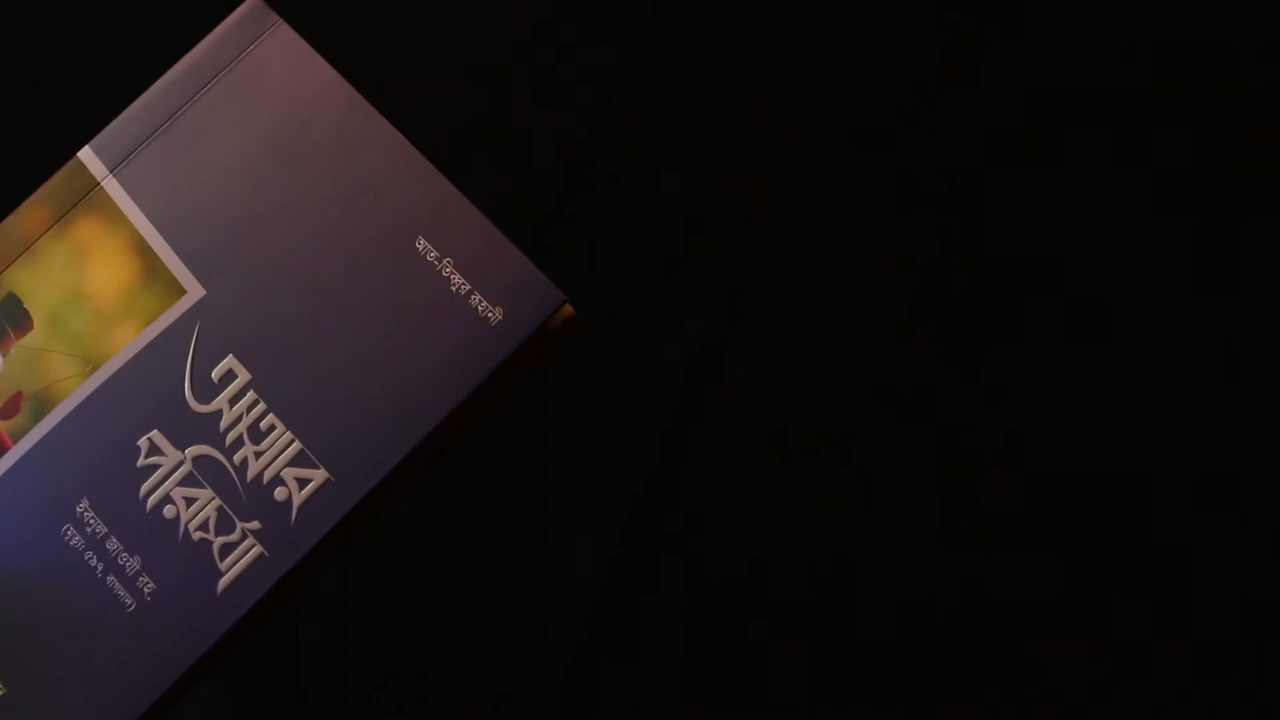 আত-তিব্বুর রূহানী
আত্মার
পরিচর্যা
ইবনুল জাওযী রহ.
(মৃত্যু: ৫৯৭, বাগদাদ)